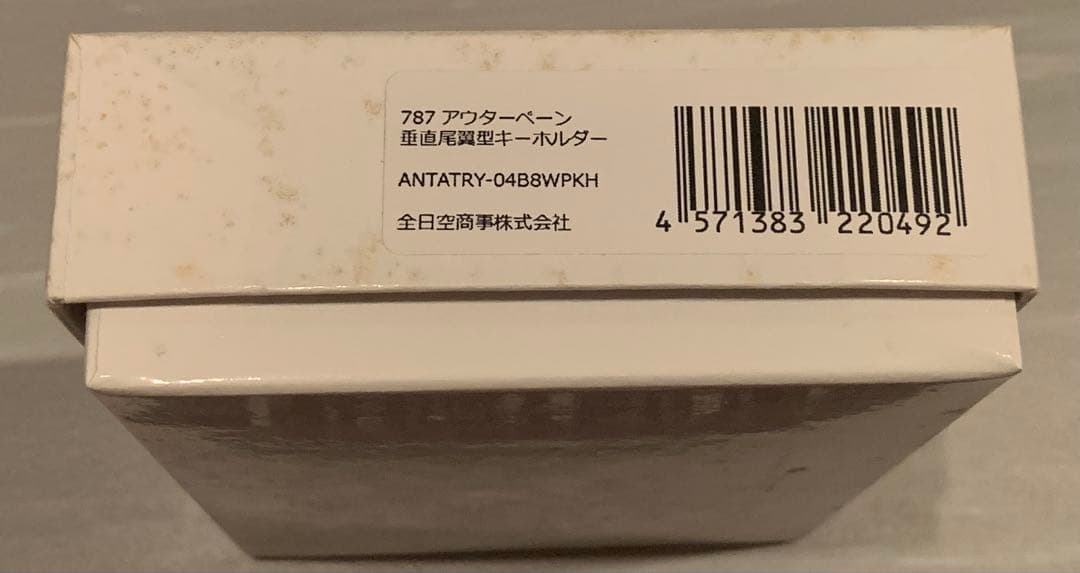 787 アウターペーン
垂直尾翼型キーホルダー
ANTATRY-04B8WPKH
全日空商事株式会社
4 571383 220492